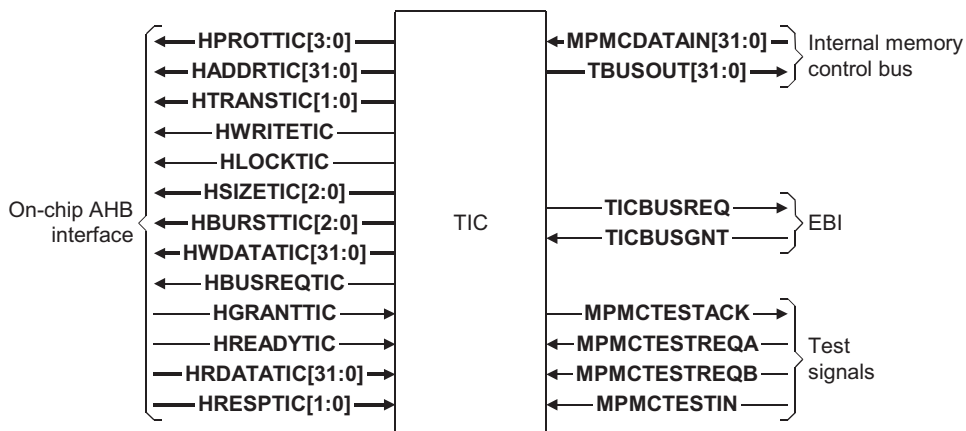 HPROTTIC[3:0]
HADDRTIC[31:0]
HTRANSTIC[1:0]
HWRITETIC
HLOCKTIC
HSIZETIC[2:0]
HBURSTTIC[2:0]
HWDATATIC[31:0]
HBUSREQTIC
HGRANTTIC
HREADYTIC
HRDATATIC[31:0]
HRESPTIC[1:0]
On-chip AHB
interface
TIC
MPMCDATAIN[31:0]
TBUSOUT[31:0]
Internal memory
control bus
TICBUSREQ
TICBUSGNT
EBI
MPMCTESTACK
MPMCTESTREQA
MPMCTESTREQB
MPMCTESTIN
Test
signals